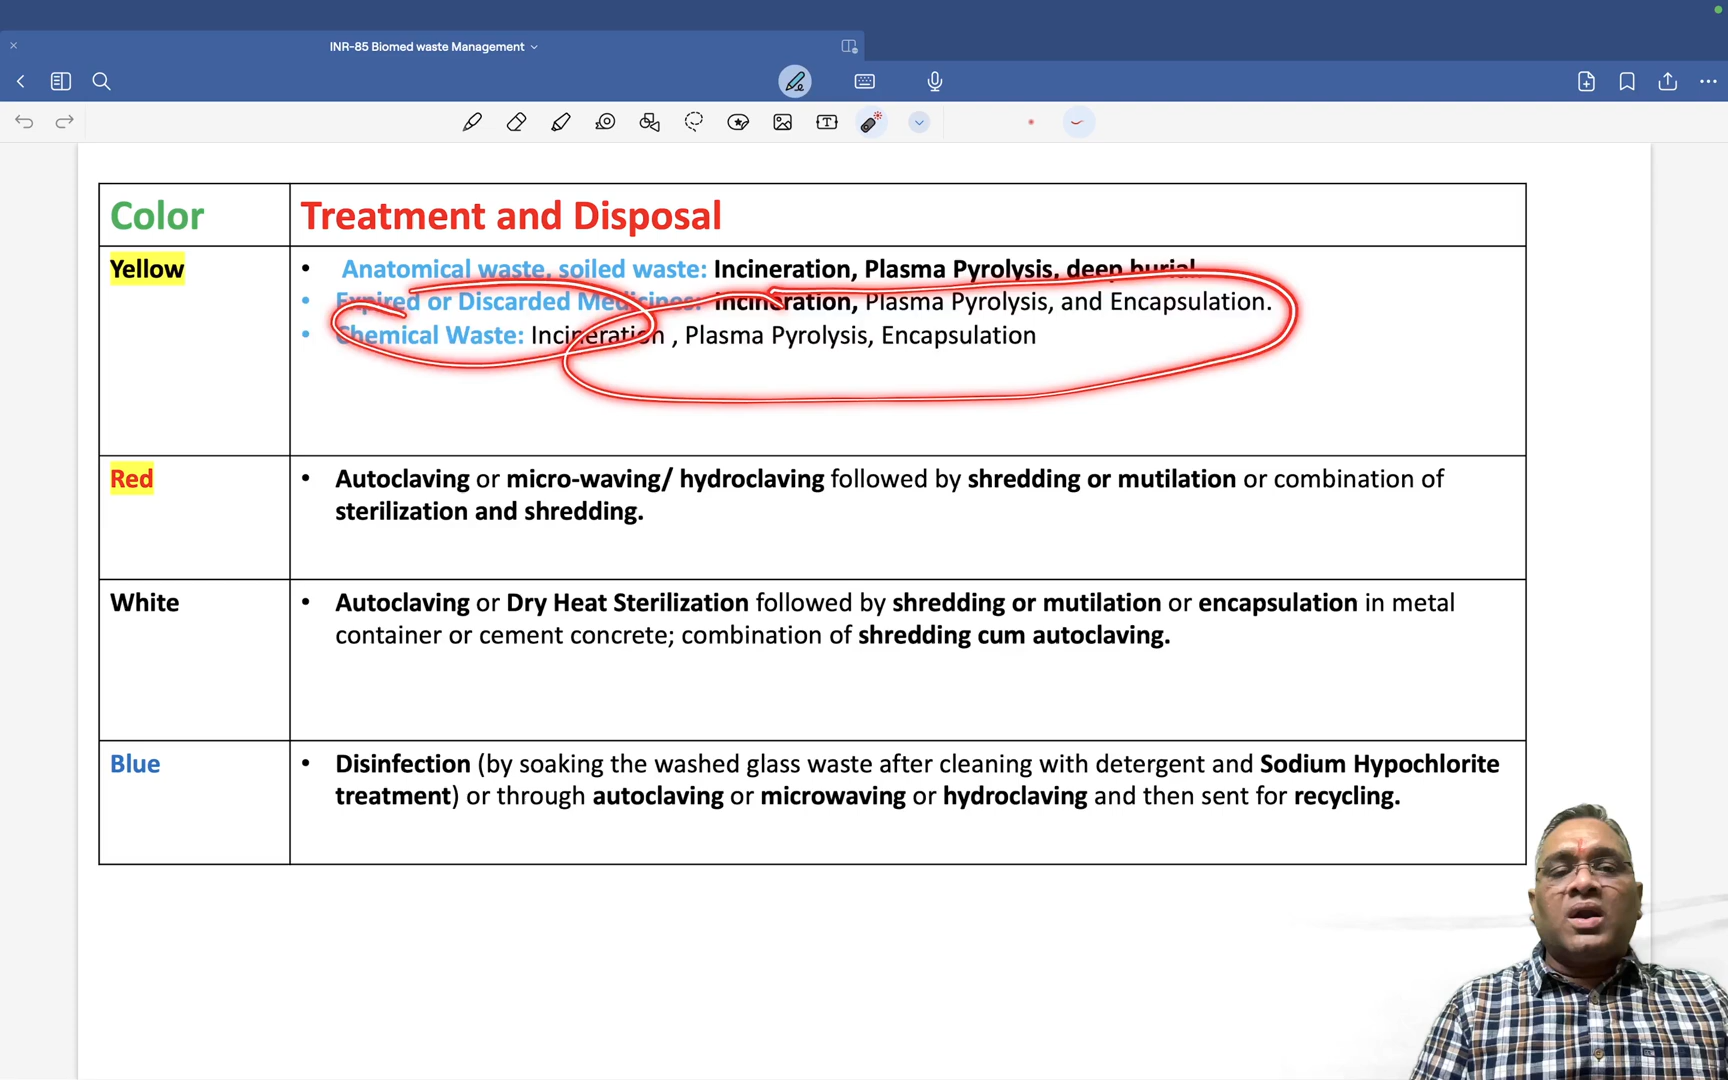 INR-85 Biomed waste Management
Color
Treatment and Disposal
Yellow
• Anatomical waste, soiled waste: Incineration, Plasma Pyrolysis, deep burial.
• Expired or Discarded Medicines: Incineration, Plasma Pyrolysis, and Encapsulation.
• Chemical Waste: Incineration , Plasma Pyrolysis, Encapsulation
Red
• Autoclaving or micro-waving/ hydroclaving followed by shredding or mutilation or combination of
sterilization and shredding.
White
• Autoclaving or Dry Heat Sterilization followed by shredding or mutilation or encapsulation in metal
container or cement concrete; combination of shredding cum autoclaving.
Blue
• Disinfection (by soaking the washed glass waste after cleaning with detergent and Sodium Hypochlorite
treatment) or through autoclaving or microwaving or hydroclaving and then sent for recycling.